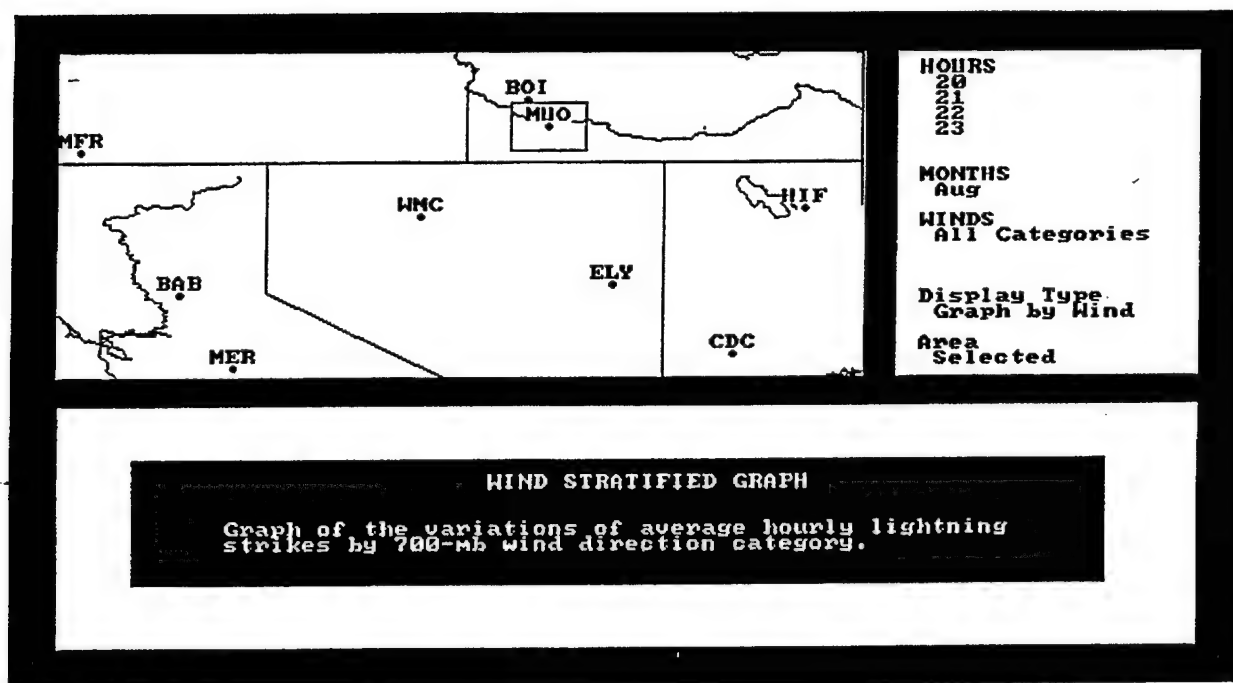 BOI
MUO
MFR
WMC
HIF
BAB
ELY
MER
CDC
HOURS
20
21
22
23
MONTHS
Aug
WINDS
All Categories
Display Type
Graph by Wind
Area
Selected
WIND STRATIFIED GRAPH
Graph of the variations of average hourly lightning
strikes by 700-mb wind direction category.